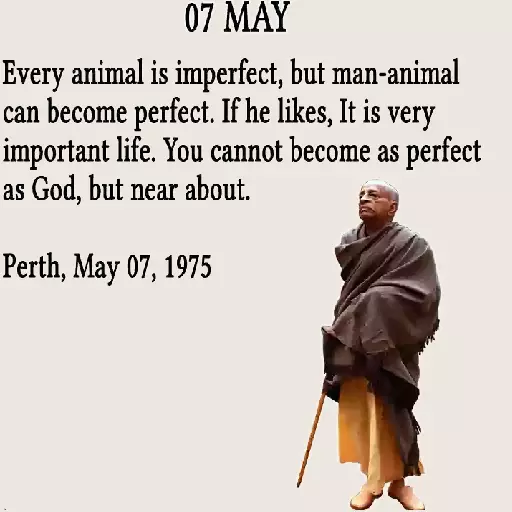 07 MAY
Every animal is imperfect, but man-animal
can become perfect. If he likes, It is very
important life. You cannot become as perfect
as God, but near about.
Perth, May 07, 1975